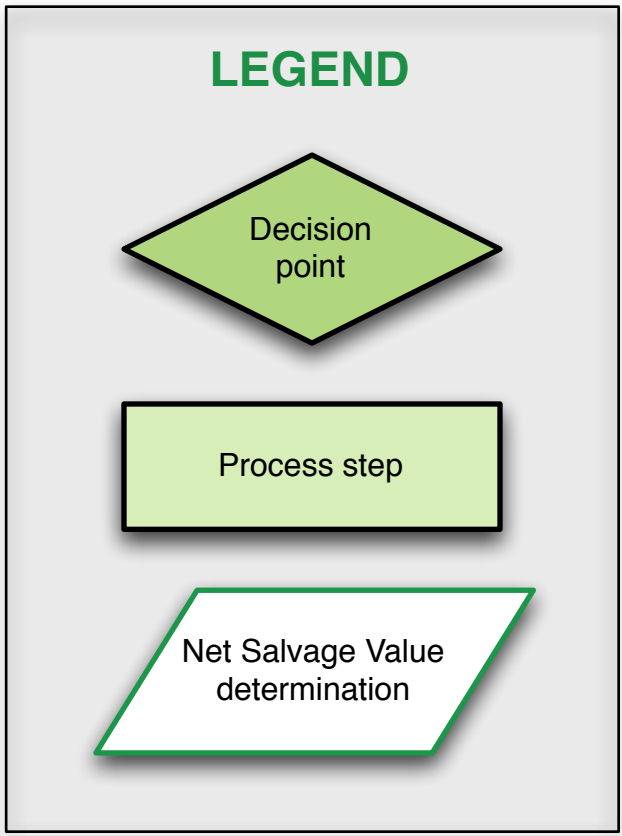 LEGEND
Decision
point
Process step
Net Salvage Value
determination